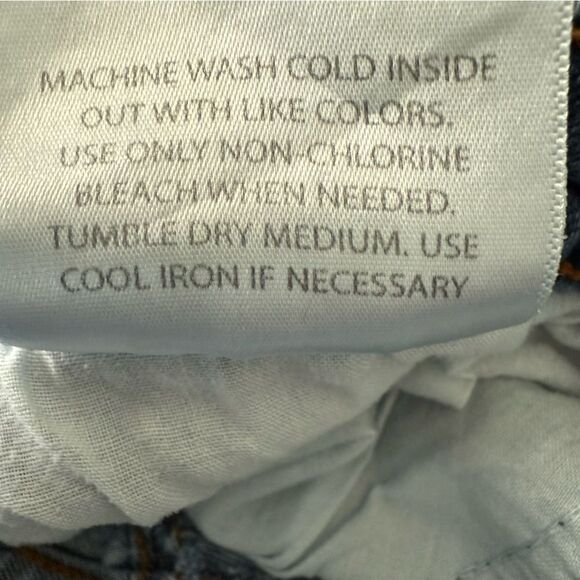 MACHINE WASH COLD INSIDE
OUT WITH LIKE COLORS.
USE ONLY NON-CHLORINE
BLEACH WHEN NEEDED.
TUMBLE DRY MEDIUM. USE
COOL IRON IF NECESSARY